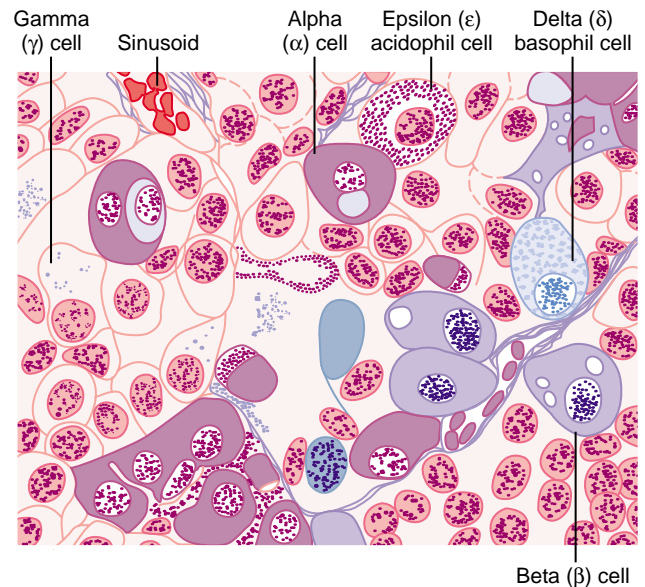 Gamma
(γ) cell
Sinusoid
Alpha
(α) cell
Epsilon (ε)
acidophil cell
Delta (δ)
basophil cell
Beta (β) cell